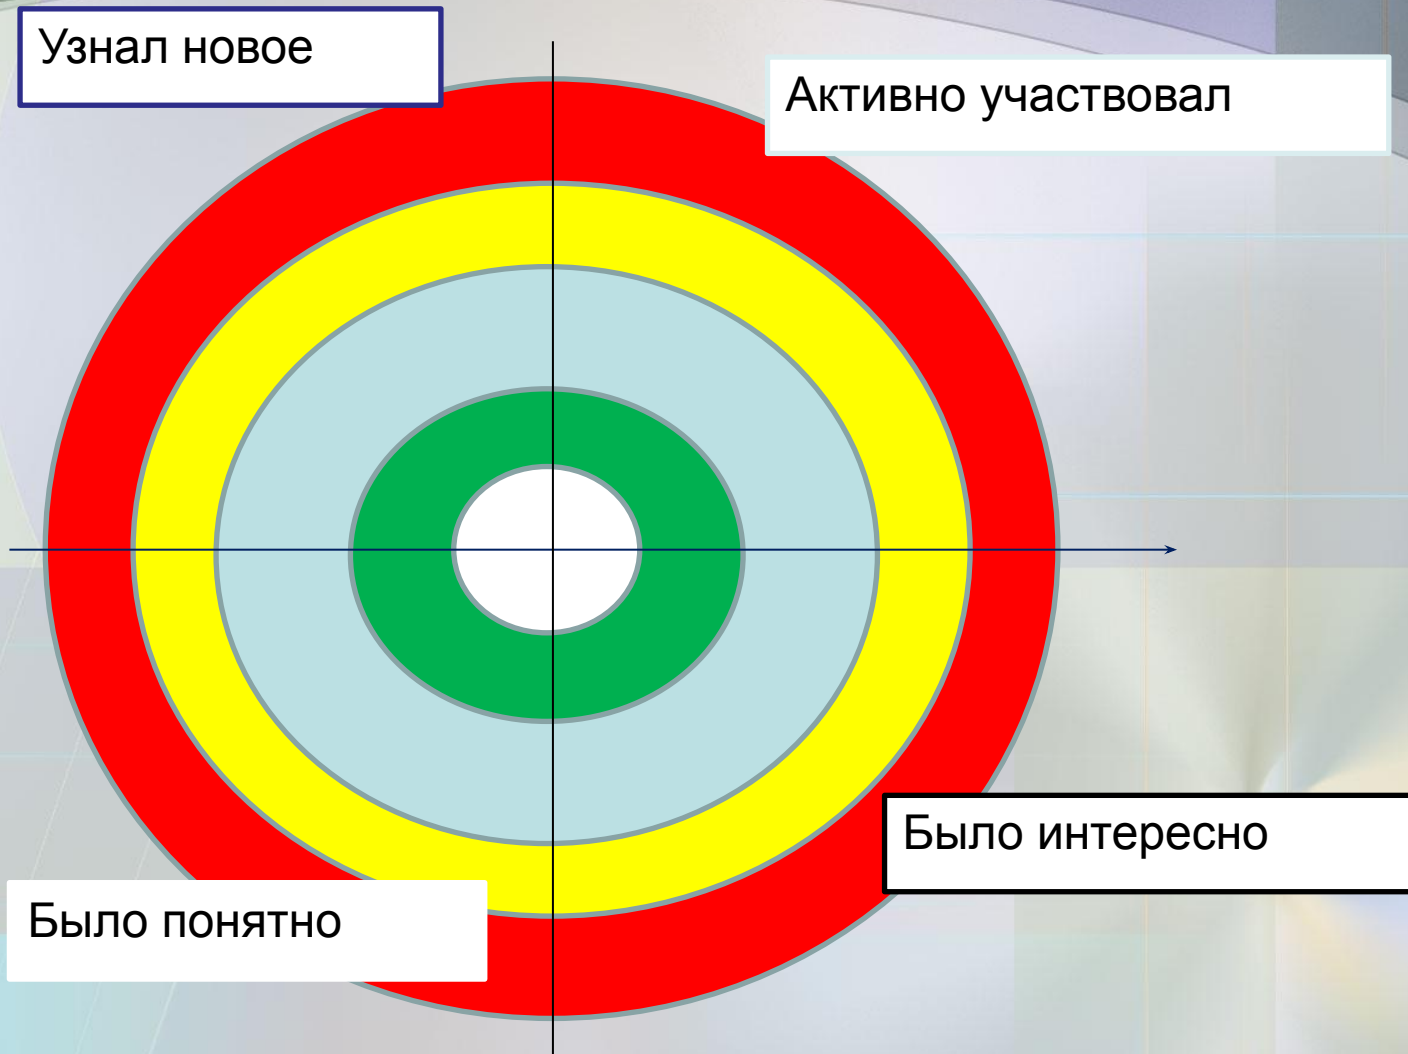 Узнал новое
Активно участвовал
Было интересно
Было понятно